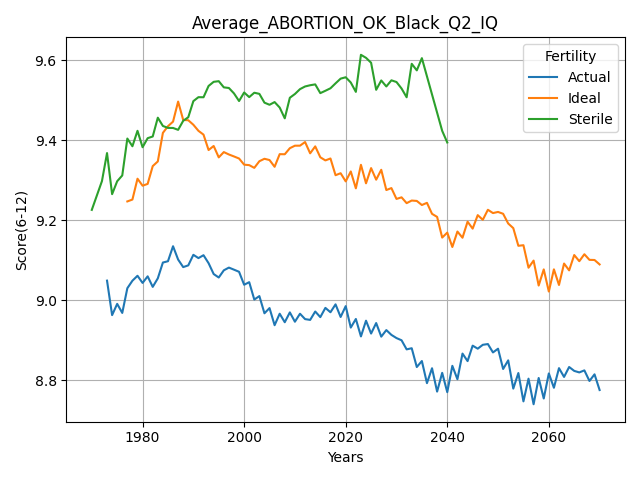 Average_ABORTION_OK_Black_Q2_IQ
Fertility
Actual
Ideal
Sterile
Score(6-12)
9.6
9.4
9.2
9.0
8.8
1980
2000
2020
2040
2060
Years